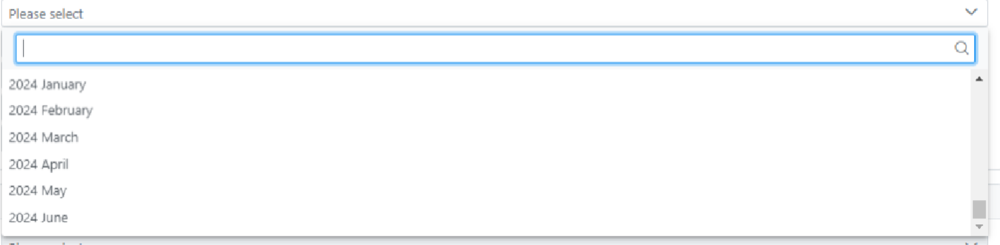 Please select
2024 January
2024 February
2024 March
2024 April
2024 May
2024 June